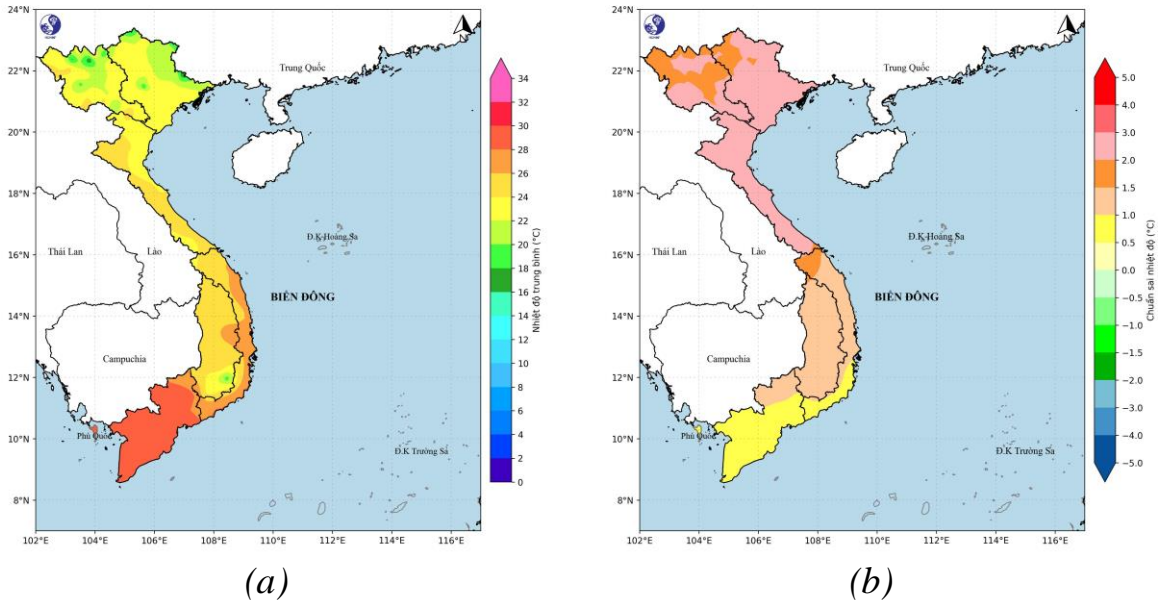 24°N
22°N
20°N
18°N
16°N
14°N
12°N
10°N
8°N
102°E 104°E 106°E 108°E 110°E 112°E 114°E 116°E
N
Trung Quốc
Thái Lan
Lào
Đ.K Hoàng Sa
BIỂN ĐÔNG
Campuchia
Phú Quốc
Đ.K Trường Sa
34
32
30
28
26
24
22
20
18
16
14
12
10
8
6
4
2
0
Nhiệt độ trung bình (°C)
(a)
24°N
22°N
20°N
18°N
16°N
14°N
12°N
10°N
8°N
102°E 104°E 106°E 108°E 110°E 112°E 114°E 116°E
N
Trung Quốc
Thái Lan
Lào
Đ.K Hoàng Sa
BIỂN ĐÔNG
Campuchia
Phú Quốc
Đ.K Trường Sa
5.0
4.0
3.0
2.0
1.5
1.0
0.5
0.0
−0.5
−1.0
−1.5
−2.0
−3.0
−4.0
−5.0
Chuẩn sai nhiệt độ (°C)
(b)